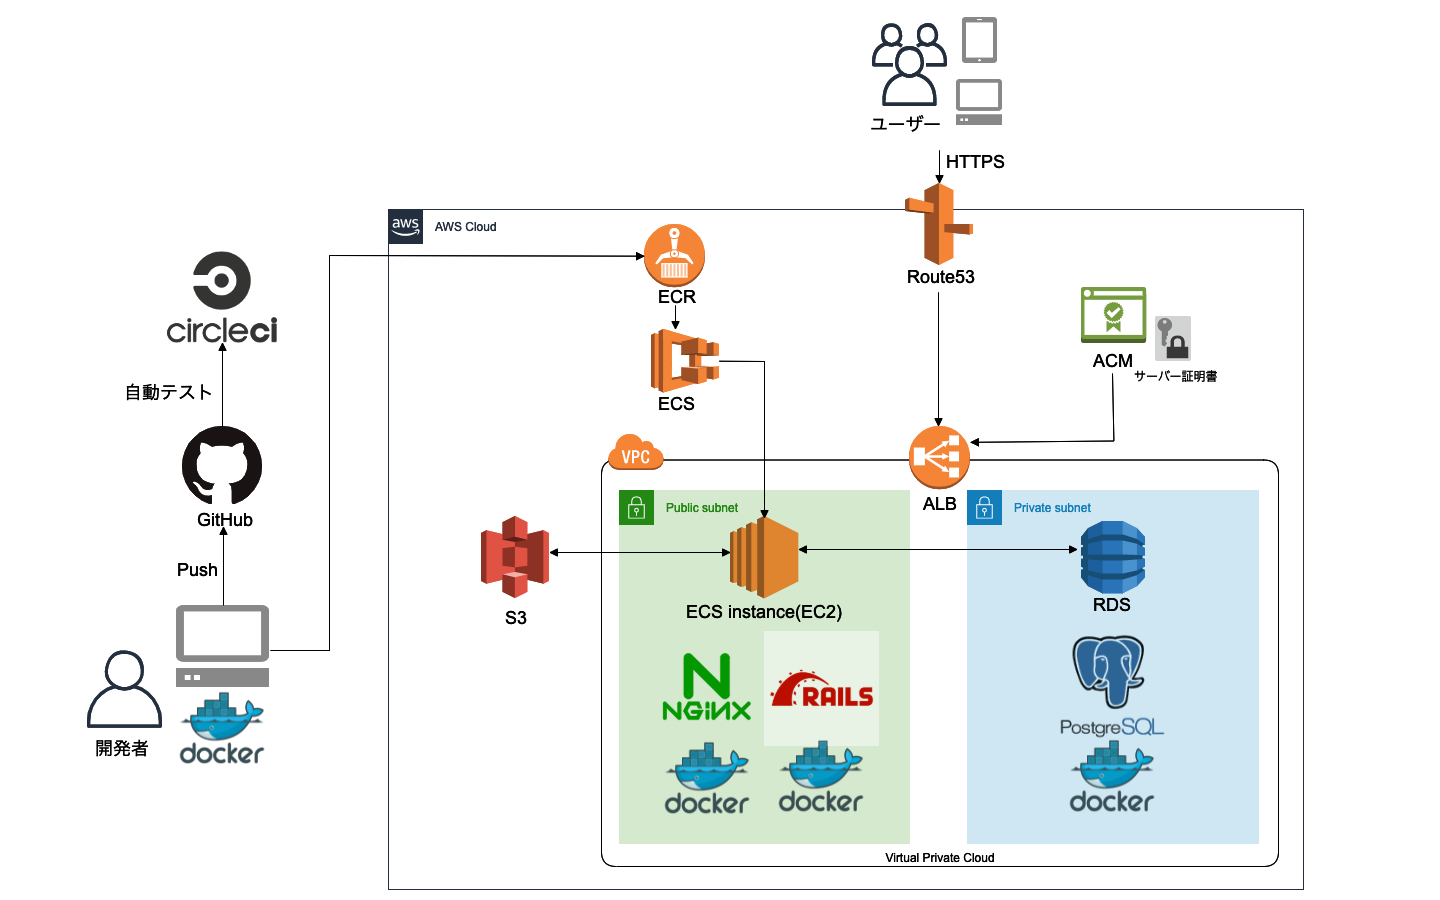 ユーザー
HTTPS
aws
AWS Cloud
Route53
ECR
circleci
ECS
ACM
サーバー証明書
自動テスト
VPC
ALB
GitHub
Public subnet
Private subnet
Push
S3
ECS instance(EC2)
RDS
NGiNX
RAILS
PostgreSQL
開発者
docker
docker
docker
docker
Virtual Private Cloud